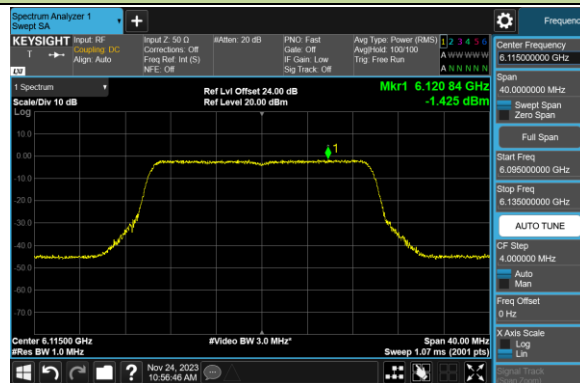 Spectrum Analyzer 1
Swept SA
+
Frequency
KEYSIGHT
Input: RF
Coupling: DC
Align: Auto
Input Z: 50 Ω
Corrections: Off
Freq Ref: Int (S)
NFE: Off
#Atten: 20 dB
PNO: Fast
Gate: Off
IF Gain: Low
Sig Track: Off
Avg Type: Power (RMS)
Avg|Hold: 100/100
Trig: Free Run
1 2 3 4 5 6
A W W W W W
A N N N N N
LXI
1 Spectrum
Scale/Div 10 dB
Log
Ref Lvl Offset 24.00 dB
Ref Level 20.00 dBm
Mkr1 6.120 84 GHz
-1.425 dBm
1
10.0
0.00
-10.0
-20.0
-30.0
-40.0
-50.0
-60.0
-70.0
Center 6.11500 GHz
#Res BW 1.0 MHz
#Video BW 3.0 MHz*
Span 40.00 MHz
Sweep 1.07 ms (2001 pts)
Nov 24, 2023
10:56:46 AM
Center Frequency
6.115000000 GHz
Span
40.0000000 MHz
Swept Span
Zero Span
Full Span
Start Freq
6.095000000 GHz
Stop Freq
6.135000000 GHz
AUTO TUNE
CF Step
4.000000 MHz
Auto
Man
Freq Offset
0 Hz
X Axis Scale
Log
Lin
Signal Track